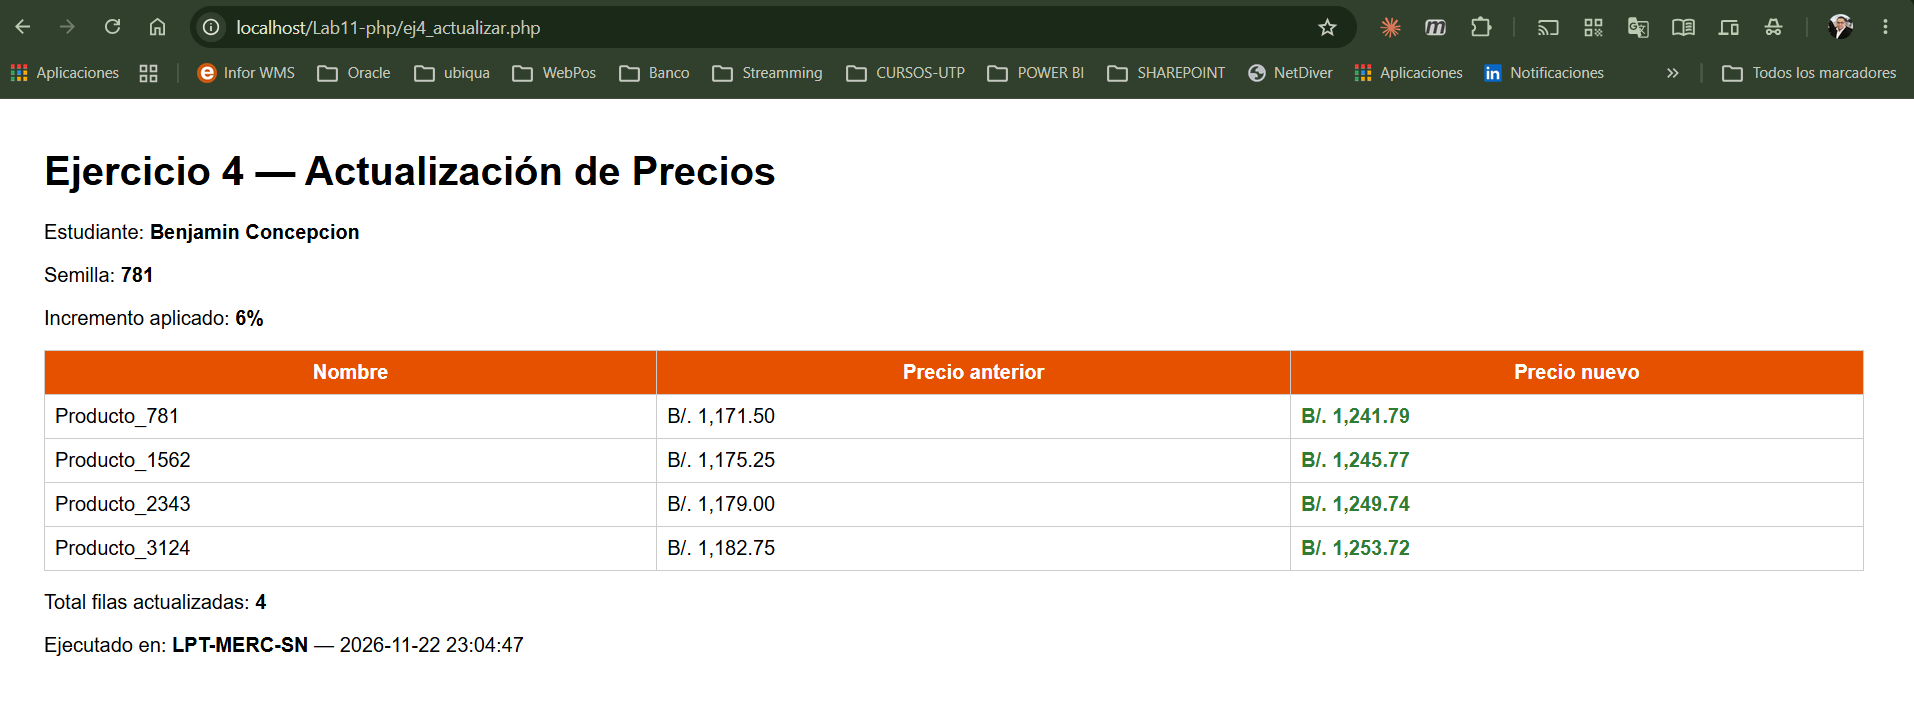 localhost/Lab11-php/ej4_actualizar.php
Aplicaciones Infor WMS Oracle ubiqua WebPos Banco Streamming CURSOS-UTP POWER BI SHAREPOINT NetDiver Aplicaciones Notificaciones » Todos los marcadores
Ejercicio 4 — Actualización de Precios
Estudiante: Benjamin Concepcion
Semilla: 781
Incremento aplicado: 6%
Nombre Precio anterior Precio nuevo
Producto_781 B/. 1,171.50 B/. 1,241.79
Producto_1562 B/. 1,175.25 B/. 1,245.77
Producto_2343 B/. 1,179.00 B/. 1,249.74
Producto_3124 B/. 1,182.75 B/. 1,253.72
Total filas actualizadas: 4
Ejecutado en: LPT-MERC-SN — 2026-11-22 23:04:47